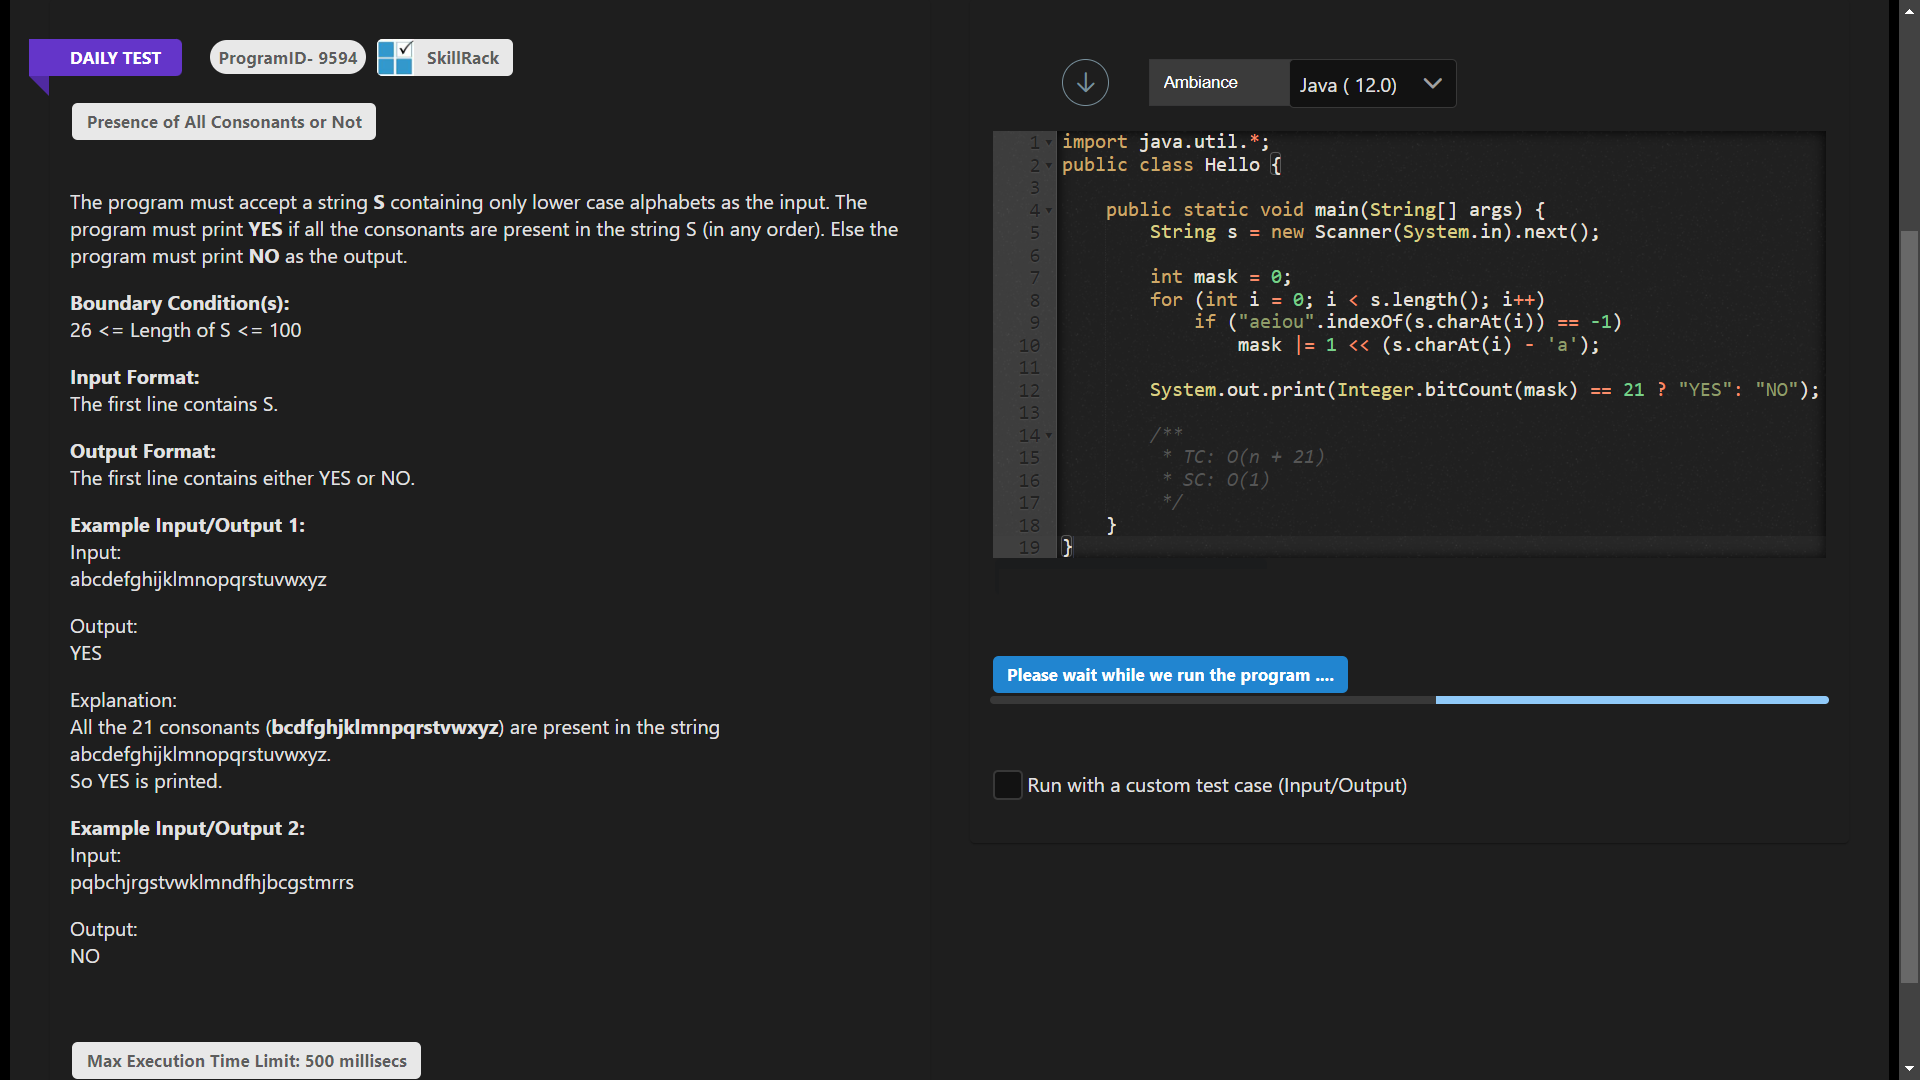 DAILY TEST
ProgramID- 9594
SkillRack
Presence of All Consonants or Not
The program must accept a string S containing only lower case alphabets as the input. The
program must print YES if all the consonants are present in the string S (in any order). Else the
program must print NO as the output.
Boundary Condition(s):
26 <= Length of S <= 100
Input Format:
The first line contains S.
Output Format:
The first line contains either YES or NO.
Example Input/Output 1:
Input:
abcdefghijklmnopqrstuvwxyz
Output:
YES
Explanation:
All the 21 consonants (bcdfghjklmnpqrstvwxyz) are present in the string
abcdefghijklmnopqrstuvwxyz.
So YES is printed.
Example Input/Output 2:
Input:
pqbchjrgstvwklmndfhjbcgstmrrs
Output:
NO
Max Execution Time Limit: 500 millisecs
Ambiance
Java ( 12.0)
1 import java.util.*;
2 public class Hello {
3
4     public static void main(String[] args) {
5         String s = new Scanner(System.in).next();
6
7         int mask = 0;
8         for (int i = 0; i < s.length(); i++)
9             if ("aeiou".indexOf(s.charAt(i)) == -1)
10                 mask |= 1 << (s.charAt(i) - 'a');
11
12         System.out.print(Integer.bitCount(mask) == 21 ? "YES": "NO");
13
14         /**
15          * TC: O(n + 21)
16          * SC: O(1)
17          */
18     }
19 }
Please wait while we run the program ....
Run with a custom test case (Input/Output)